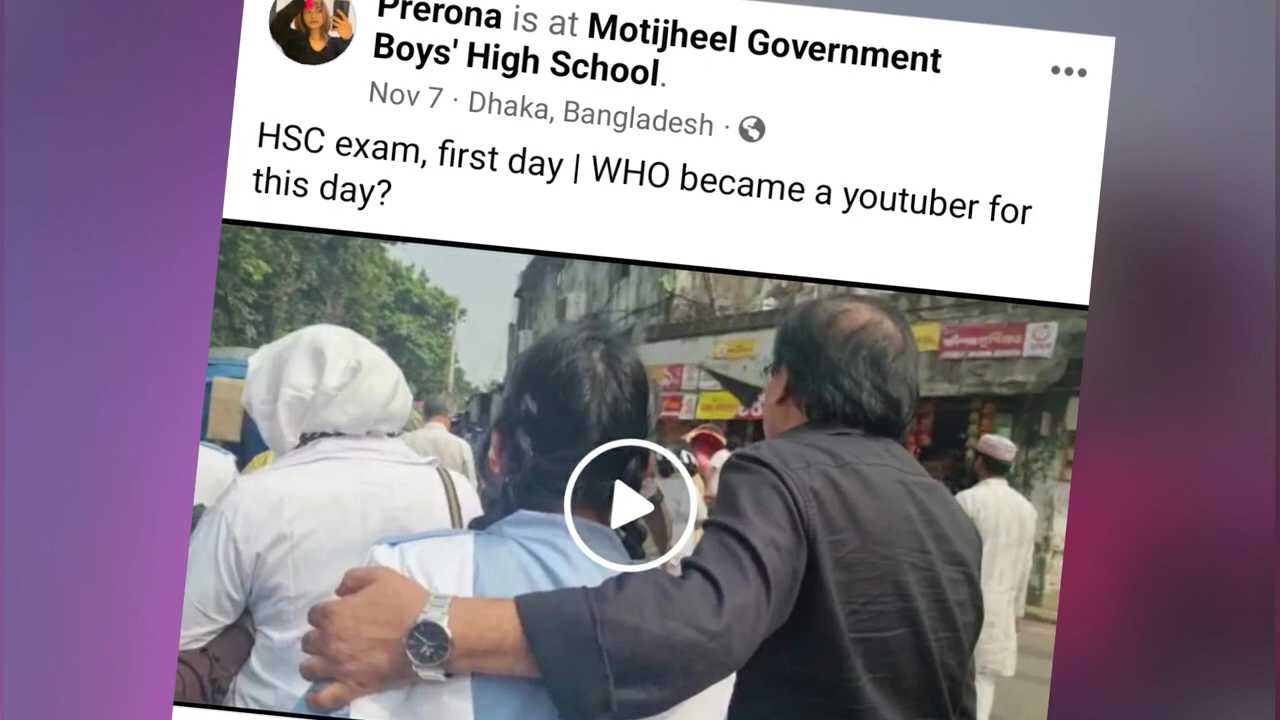 Prerona is at Motijheel Government
Boys' High School.
Nov 7 · Dhaka, Bangladesh ·
HSC exam, first day | WHO became a youtuber for
this day?